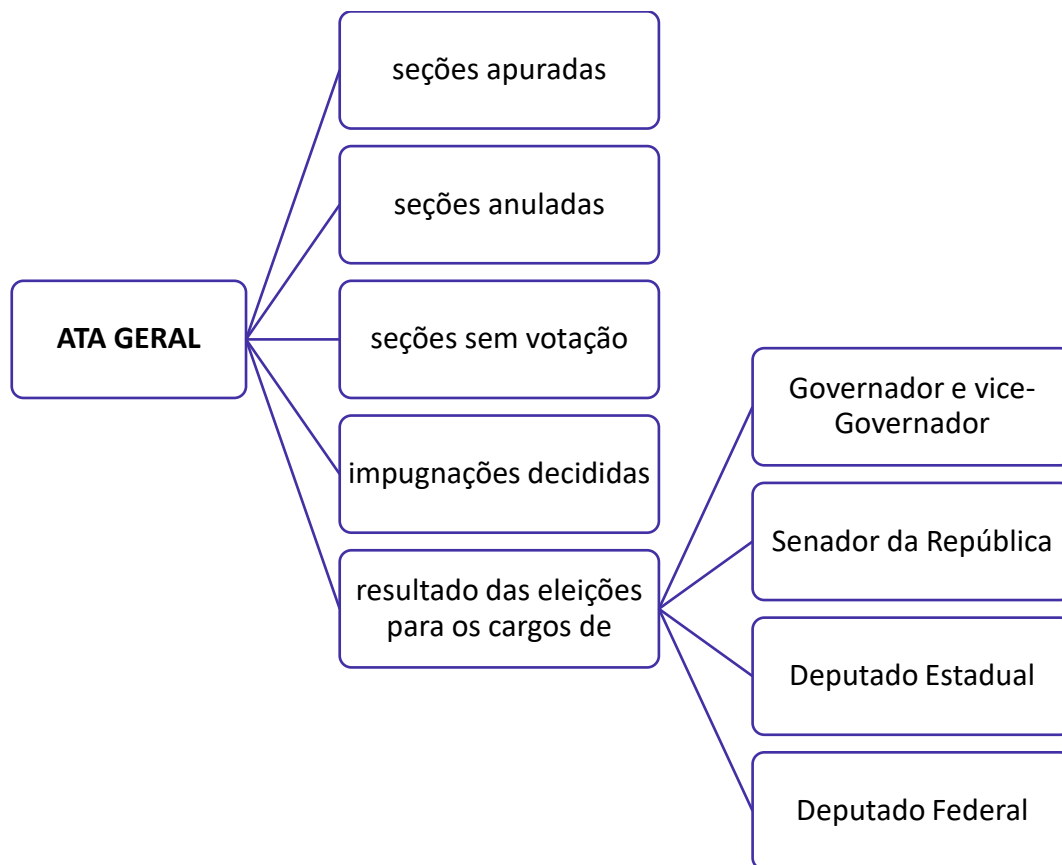 ATA GERAL
seções apuradas
seções anuladas
seções sem votação
impugnações decididas
resultado das eleições
para os cargos de
Governador e vice-
Governador
Senador da República
Deputado Estadual
Deputado Federal